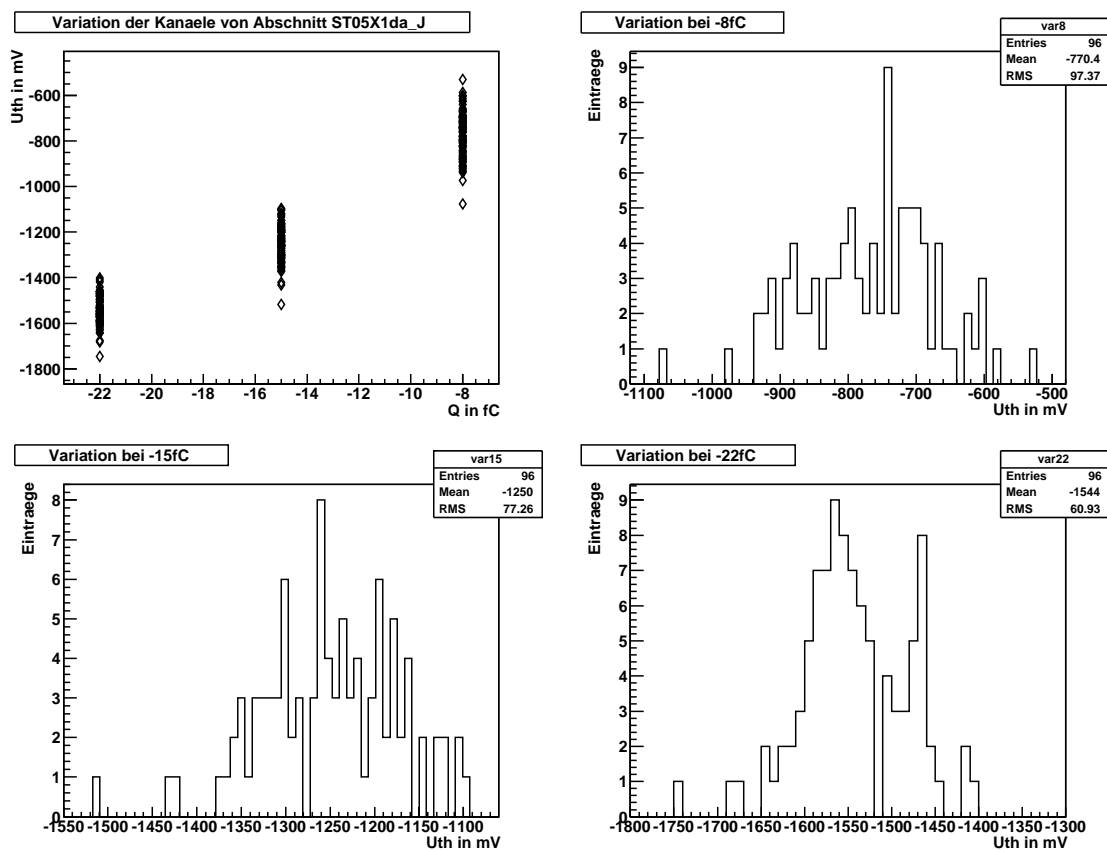 Variation der Kanaele von Abschnitt ST05X1da_J
Uth in mV
-600
-800
-1000
-1200
-1400
-1600
-1800
-22 -20 -18 -16 -14 -12 -10 -8
Q in fC
Variation bei -8fC
var8
Entries 96
Mean -770.4
RMS 97.37
Eintraege
9
8
7
6
5
4
3
2
1
0
-1100 -1000 -900 -800 -700 -600 -500
Uth in mV
Variation bei -15fC
var15
Entries 96
Mean -1250
RMS 77.26
Eintraege
8
7
6
5
4
3
2
1
0
-1550 -1500 -1450 -1400 -1350 -1300 -1250 -1200 -1150 -1100
Uth in mV
Variation bei -22fC
var22
Entries 96
Mean -1544
RMS 60.93
Eintraege
9
8
7
6
5
4
3
2
1
0
-1800 -1750 -1700 -1650 -1600 -1550 -1500 -1450 -1400 -1350 -1300
Uth in mV